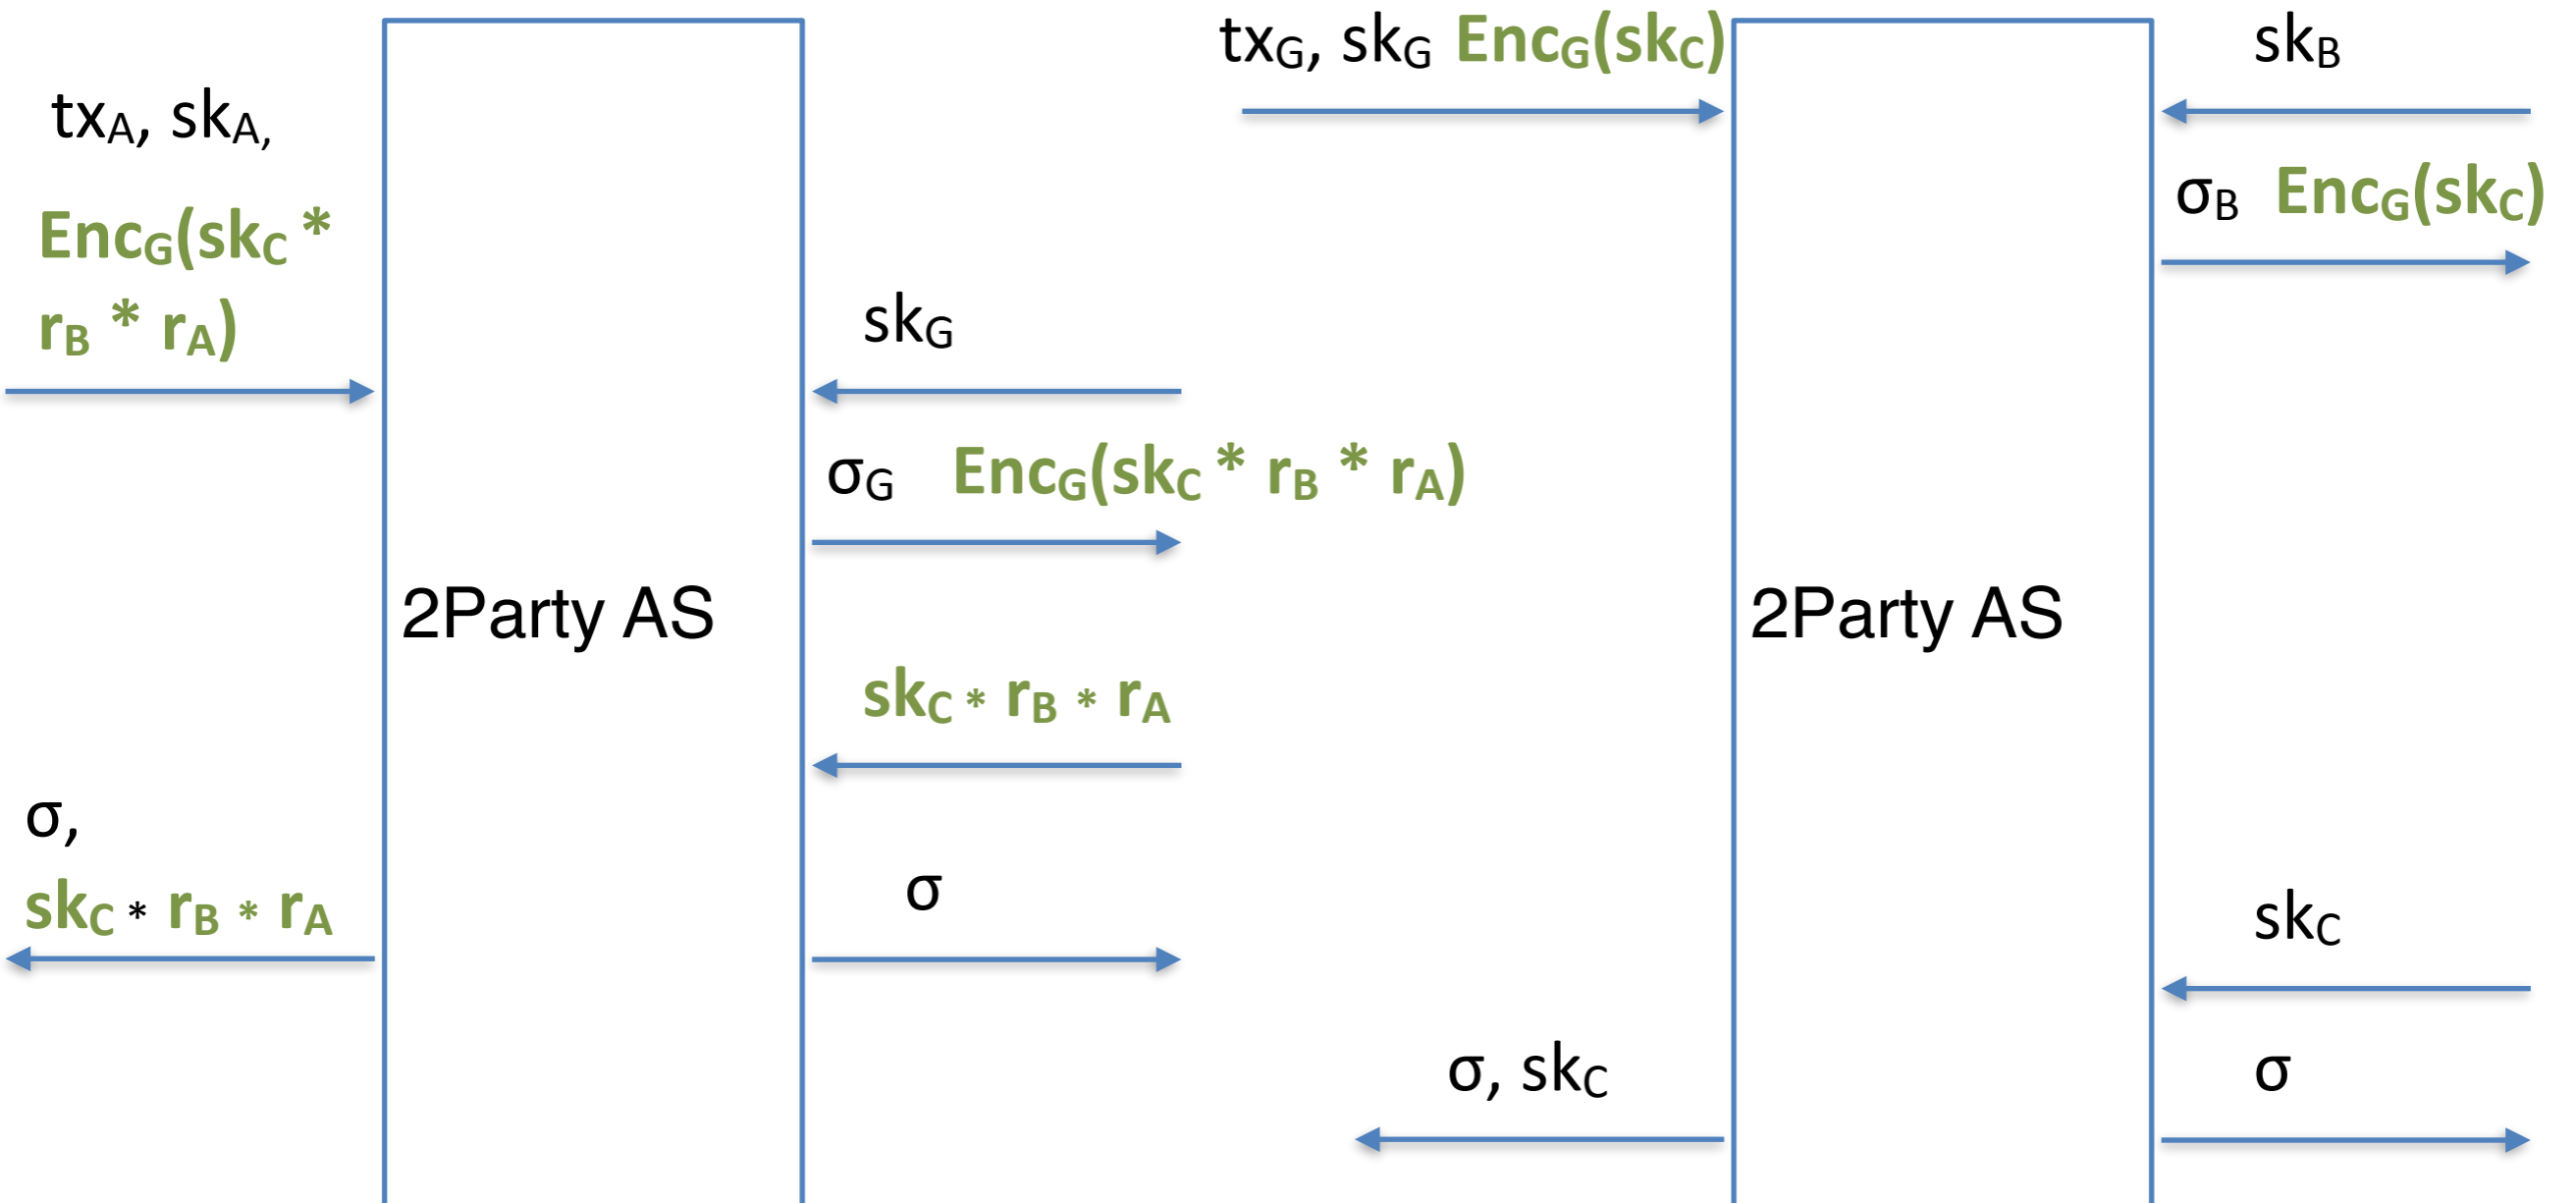 txA, skA,
EncG(skC *
rB * rA)
skG
σG EncG(skC * rB * rA)
2Party AS
skC * rB * rA
σ,
skC * rB * rA
σ
txG, skG EncG(skC)
skB
σB EncG(skC)
2Party AS
skC
σ, skC
σ